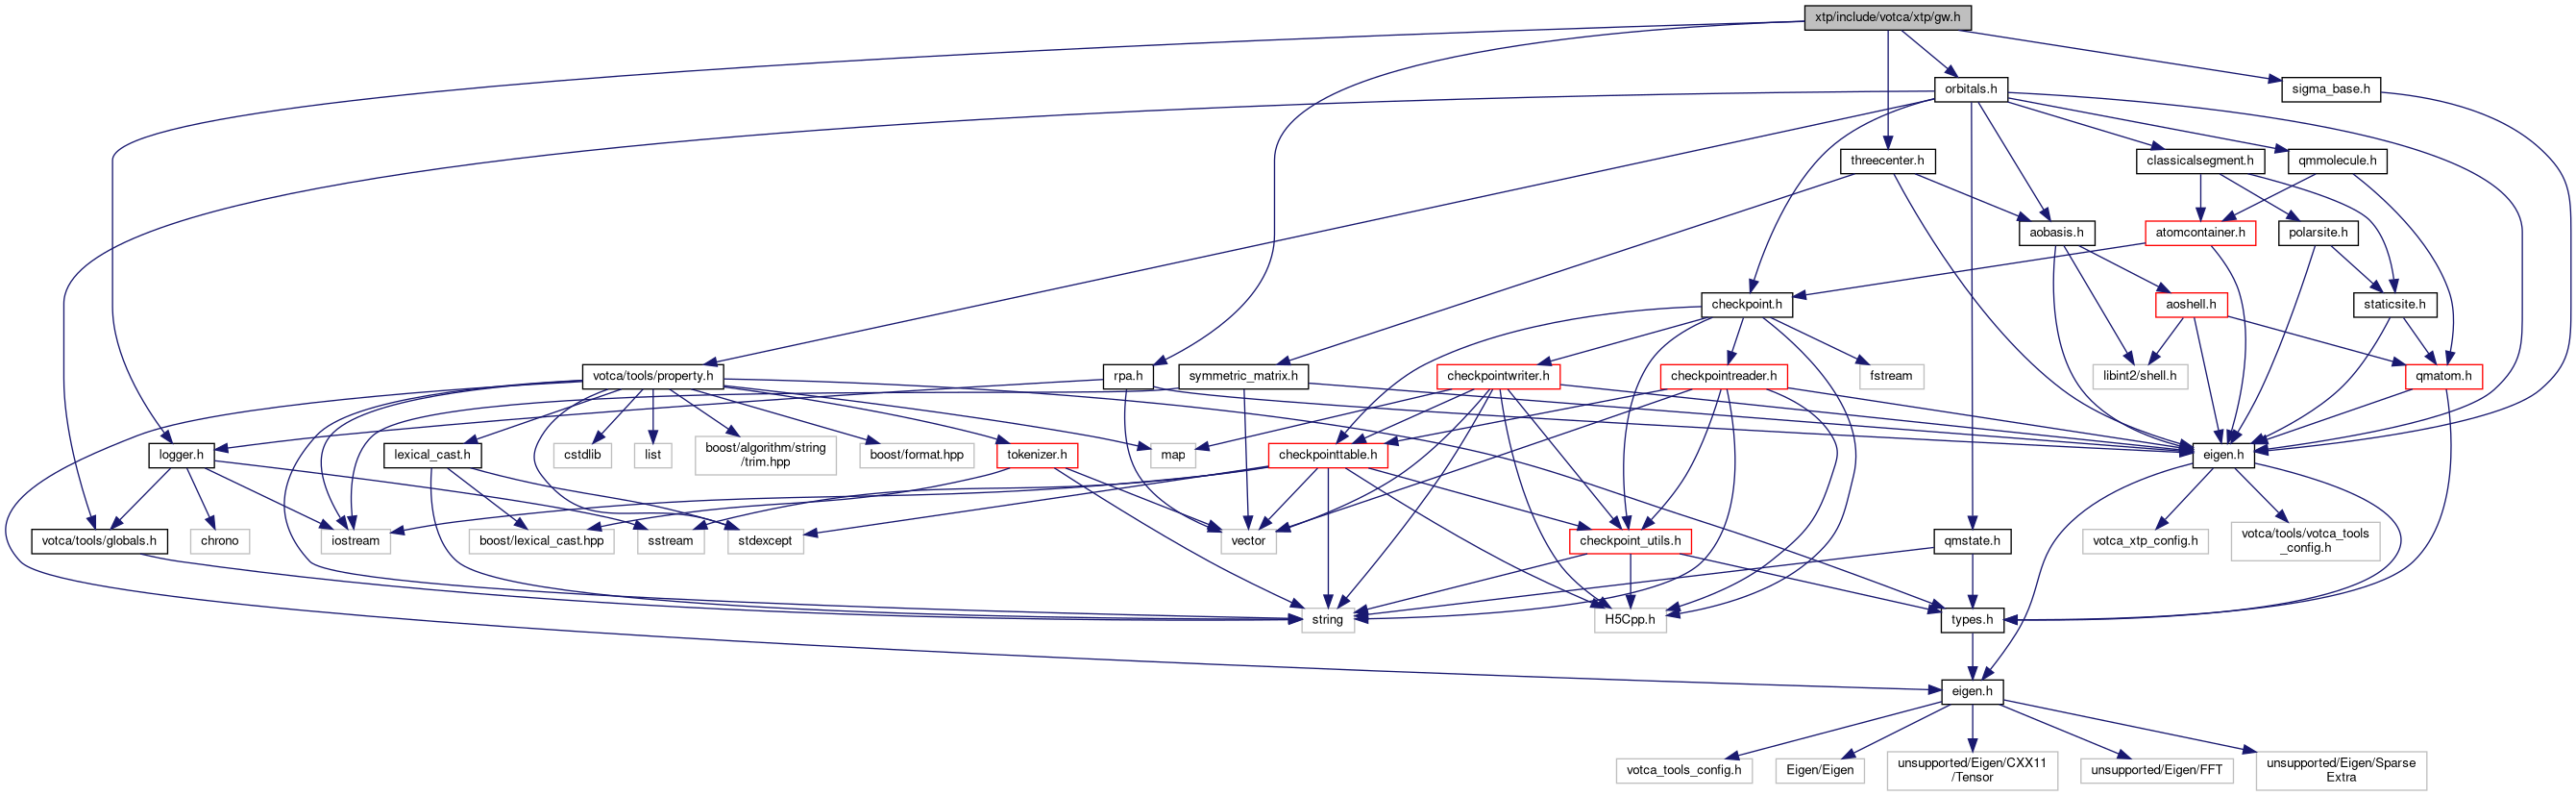 xtp/include/votca/xtp/gw.h
orbitals.h
sigma_base.h
threecenter.h
classicalsegment.h
qmmolecule.h
aobasis.h
atomcontainer.h
polarsite.h
checkpoint.h
aoshell.h
staticsite.h
votca/tools/property.h
rpa.h
symmetric_matrix.h
checkpointwriter.h
checkpointreader.h
fstream
libint2/shell.h
qmatom.h
logger.h
lexical_cast.h
cstdlib
list
boost/algorithm/string
/trim.hpp
boost/format.hpp
tokenizer.h
map
checkpointtable.h
eigen.h
votca/tools/globals.h
chrono
iostream
boost/lexical_cast.hpp
sstream
stdexcept
vector
checkpoint_utils.h
qmstate.h
votca_xtp_config.h
votca/tools/votca_tools
_config.h
string
H5Cpp.h
types.h
eigen.h
votca_tools_config.h
Eigen/Eigen
unsupported/Eigen/CXX11
/Tensor
unsupported/Eigen/FFT
unsupported/Eigen/Sparse
Extra